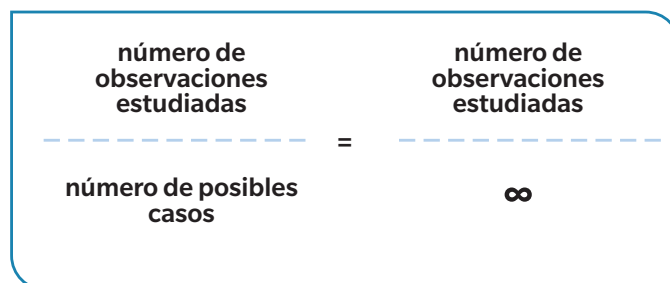 número de
observaciones
estudiadas
número de posibles
casos
=
número de
observaciones
estudiadas
∞